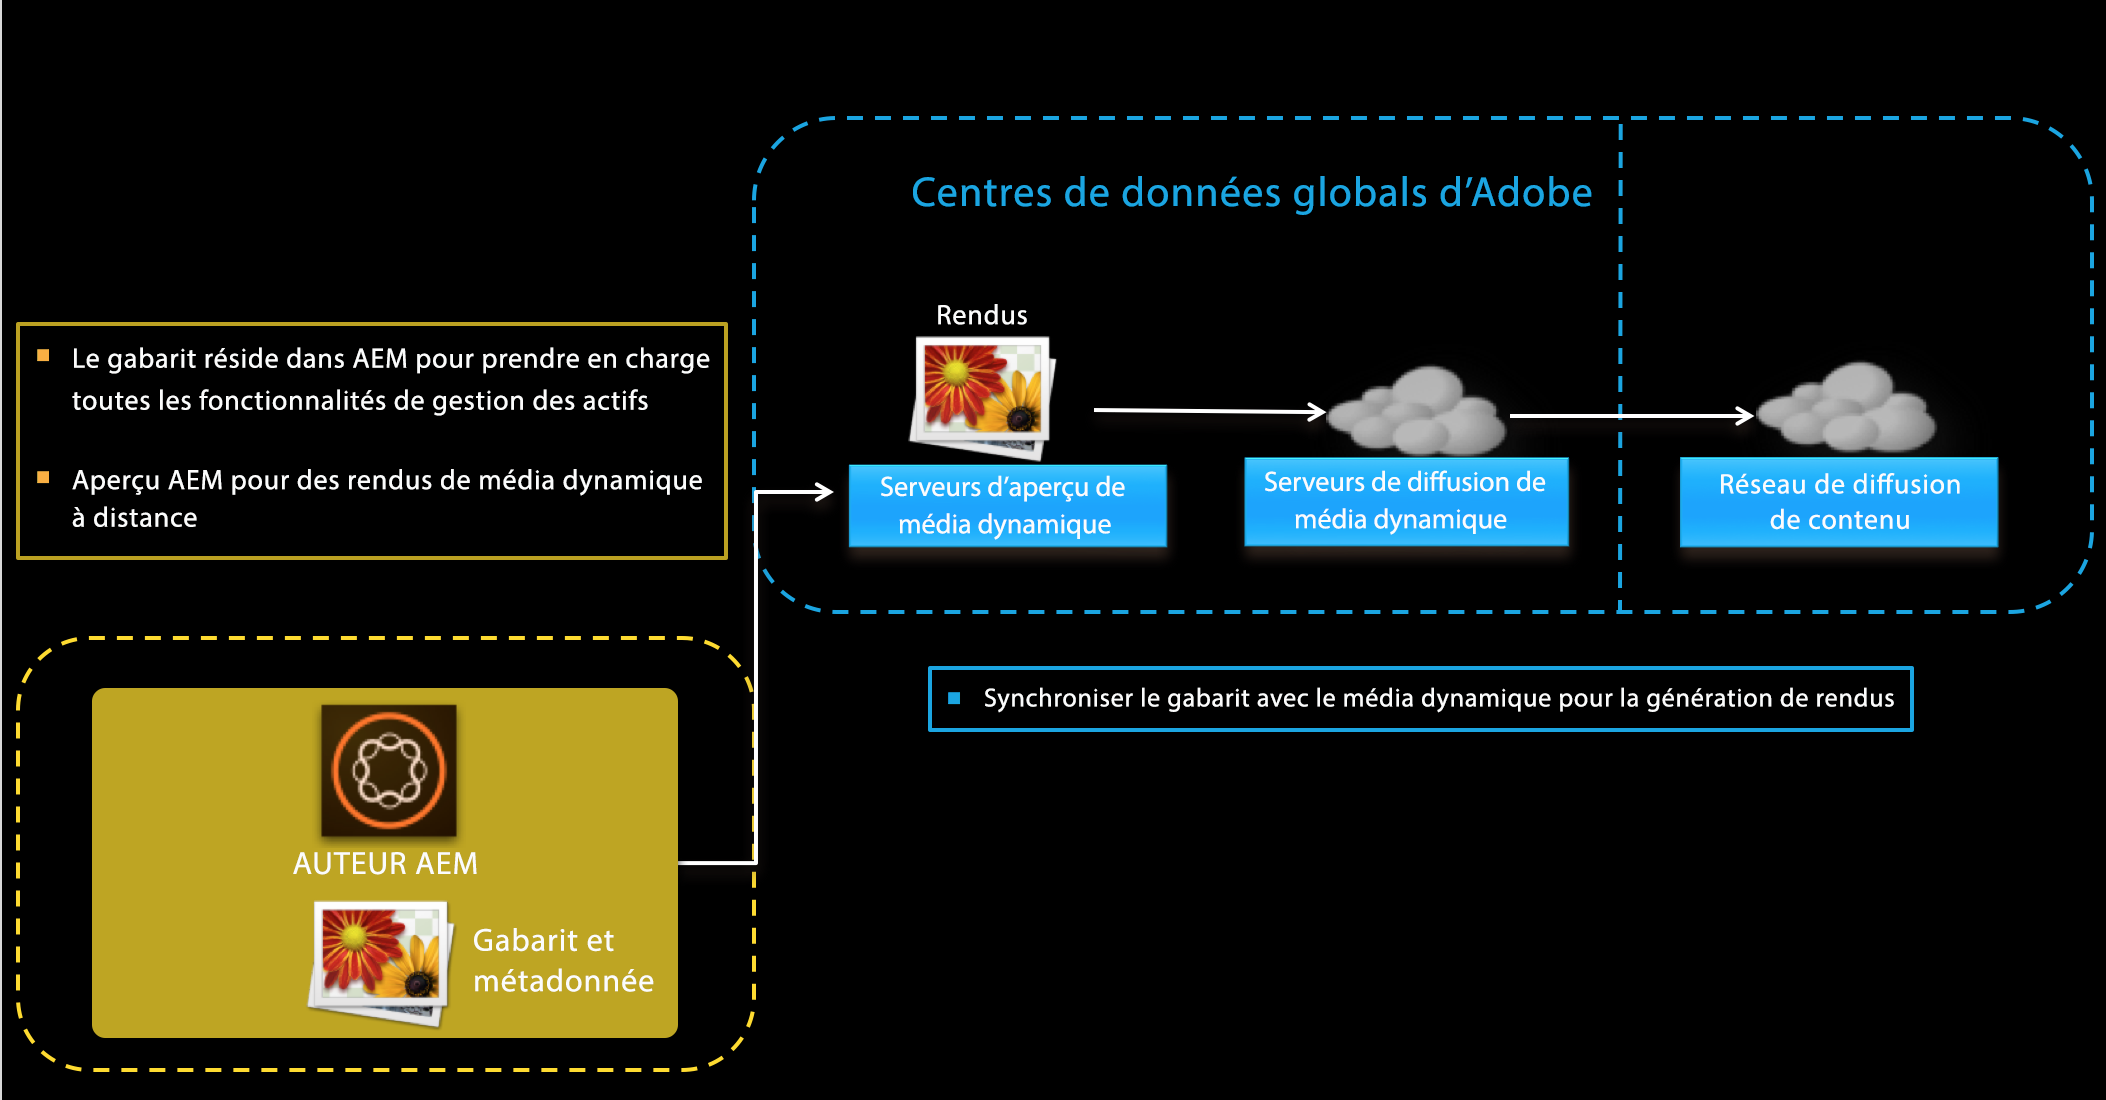 Centres de données globals d’Adobe
Rendus
Le gabarit réside dans AEM pour prendre en charge
toutes les fonctionnalités de gestion des actifs
Aperçu AEM pour des rendus de média dynamique
à distance
Serveurs d’aperçu de
média dynamique
Serveurs de diffusion de
média dynamique
Réseau de diffusion
de contenu
Synchroniser le gabarit avec le média dynamique pour la génération de rendus
AUTEUR AEM
Gabarit et
métadonnée